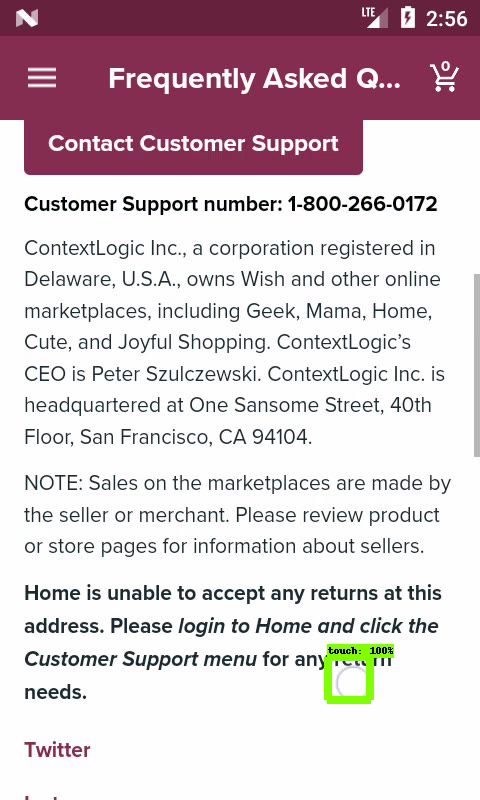 LTE 2:56
Frequently Asked Q... 0
Contact Customer Support
Customer Support number: 1-800-266-0172
ContextLogic Inc., a corporation registered in
Delaware, U.S.A., owns Wish and other online
marketplaces, including Geek, Mama, Home,
Cute, and Joyful Shopping. ContextLogic’s
CEO is Peter Szulczewski. ContextLogic Inc. is
headquartered at One Sansome Street, 40th
Floor, San Francisco, CA 94104.
NOTE: Sales on the marketplaces are made by
the seller or merchant. Please review product
or store pages for information about sellers.
Home is unable to accept any returns at this
address. Please login to Home and click the
touch: 100%
Customer Support menu for any return
needs.
Twitter